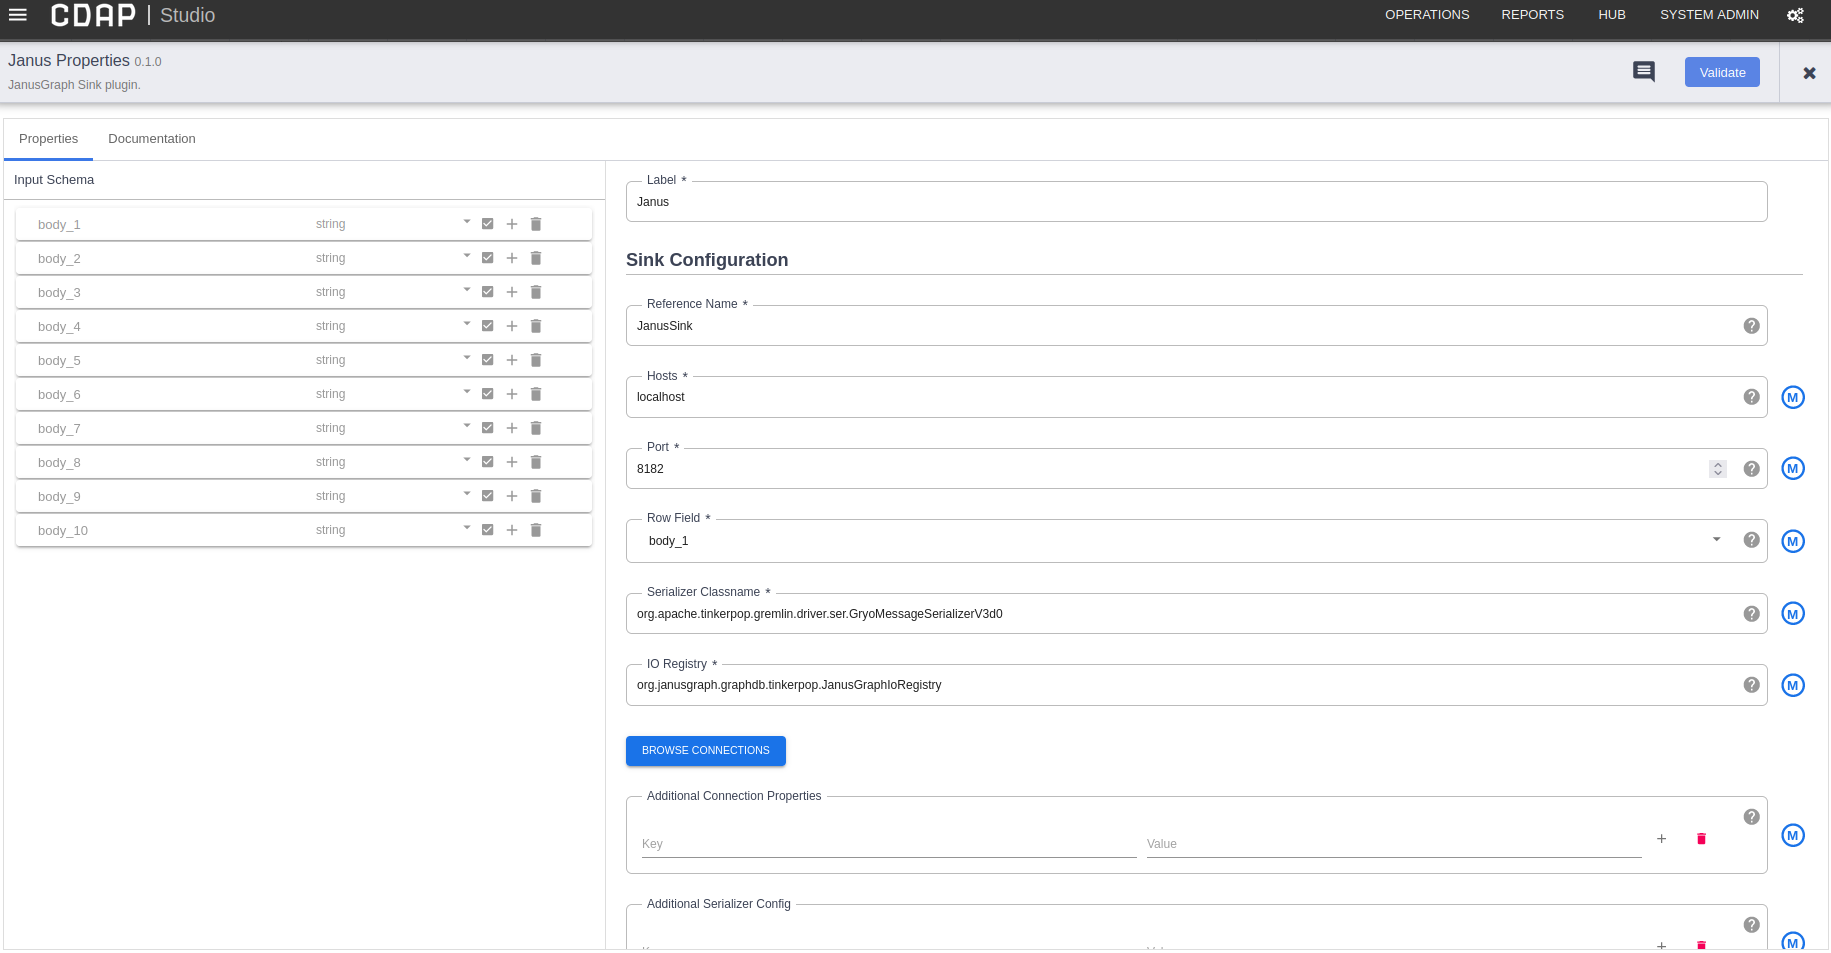 CDAP | Studio
OPERATIONS REPORTS HUB SYSTEM ADMIN
Janus Properties 0.1.0
JanusGraph Sink plugin.
Validate
Properties Documentation
Input Schema
body_1 string
body_2 string
body_3 string
body_4 string
body_5 string
body_6 string
body_7 string
body_8 string
body_9 string
body_10 string
Label *
Janus
Sink Configuration
Reference Name *
JanusSink
?
Hosts *
localhost
? M
Port *
8182
? M
Row Field *
body_1
? M
Serializer Classname *
org.apache.tinkerpop.gremlin.driver.ser.GryoMessageSerializerV3d0
? M
IO Registry *
org.janusgraph.graphdb.tinkerpop.JanusGraphIoRegistry
? M
BROWSE CONNECTIONS
Additional Connection Properties
?
Key Value + M
Additional Serializer Config
?
M